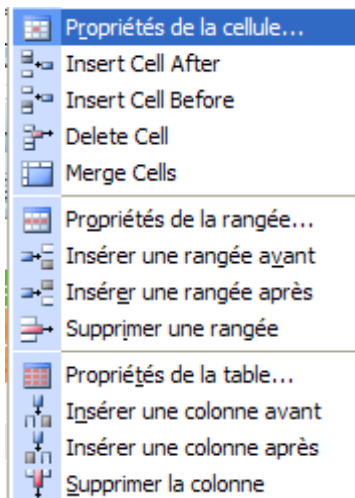 Propriétés de la cellule...
Insert Cell After
Insert Cell Before
Delete Cell
Merge Cells
Propriétés de la rangée...
Insérer une rangée avant
Insérer une rangée après
Supprimer une rangée
Propriétés de la table...
Insérer une colonne avant
Insérer une colonne après
Supprimer la colonne